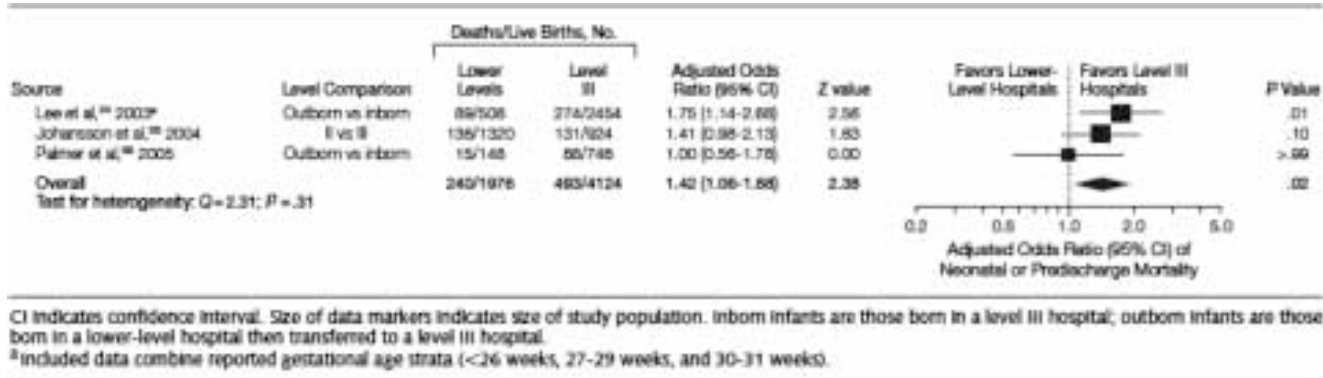 Deaths/Live Births, No.
Source Level Comparison Lower Levels Level III Adjusted Odds Ratio (95% CI) Z value Favors Lower-Level Hospitals Favors Level III Hospitals P Value
Lee et al, 2003 Outborn vs inborn 89/508 274/2454 1.75 (1.14-2.68) 2.56 .01
Johansson et al, 2004 II vs III 136/1320 131/924 1.41 (0.98-2.13) 1.63 .10
Palmer et al, 2005 Outborn vs inborn 15/148 88/746 1.00 (0.56-1.78) 0.00 >.99
Overall 240/1976 493/4124 1.42 (1.06-1.88) 2.38 .02
Test for heterogeneity: Q=2.31; P=.31
0.2 0.5 1.0 2.0 5.0
Adjusted Odds Ratio (95% CI) of
Neonatal or Predischarge Mortality
CI indicates confidence interval. Size of data markers indicates size of study population. Inborn infants are those born in a level III hospital; outborn infants are those
born in a lower-level hospital then transferred to a level III hospital.
a Included data combine reported gestational age strata (<26 weeks, 27-29 weeks, and 30-31 weeks).